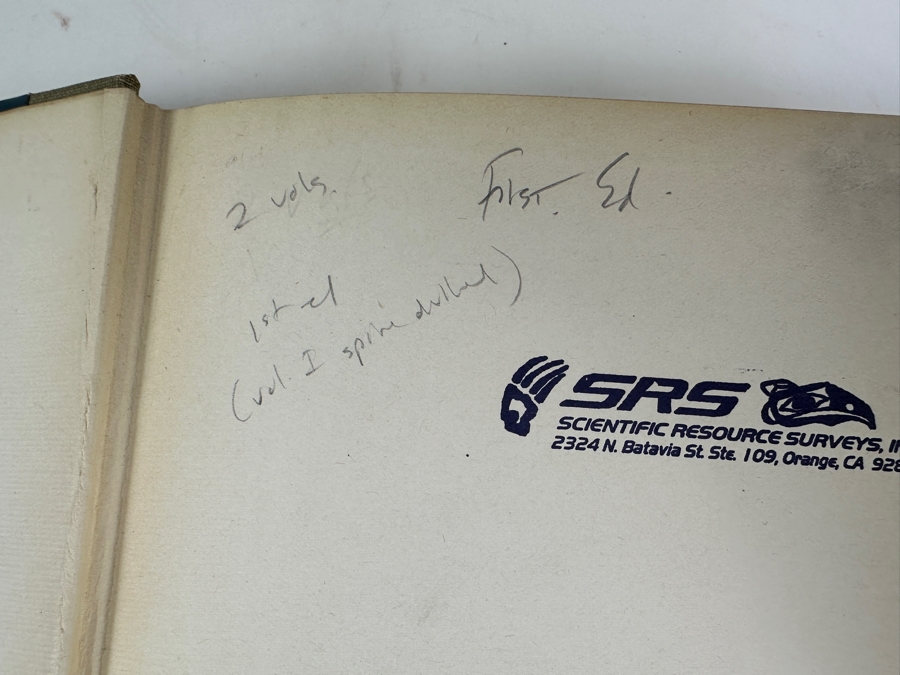 2 vols.
First. Ed.
1st ed
(vol. I spine dulled)
SRS
SCIENTIFIC RESOURCE SURVEYS,
2324 N. Batavia St. Ste. 109, Orange, CA